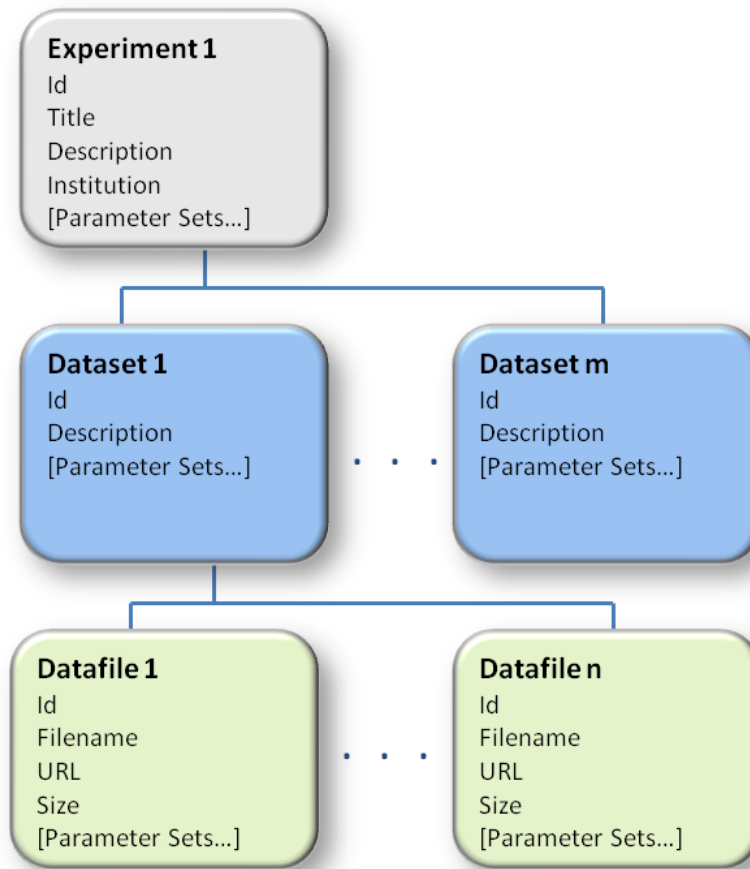 Experiment 1
Id
Title
Description
Institution
[Parameter Sets...]
Dataset 1
Id
Description
[Parameter Sets...]
. . .
Dataset m
Id
Description
[Parameter Sets...]
Datafile 1
Id
Filename
URL
Size
[Parameter Sets...]
. . .
Datafile n
Id
Filename
URL
Size
[Parameter Sets...]